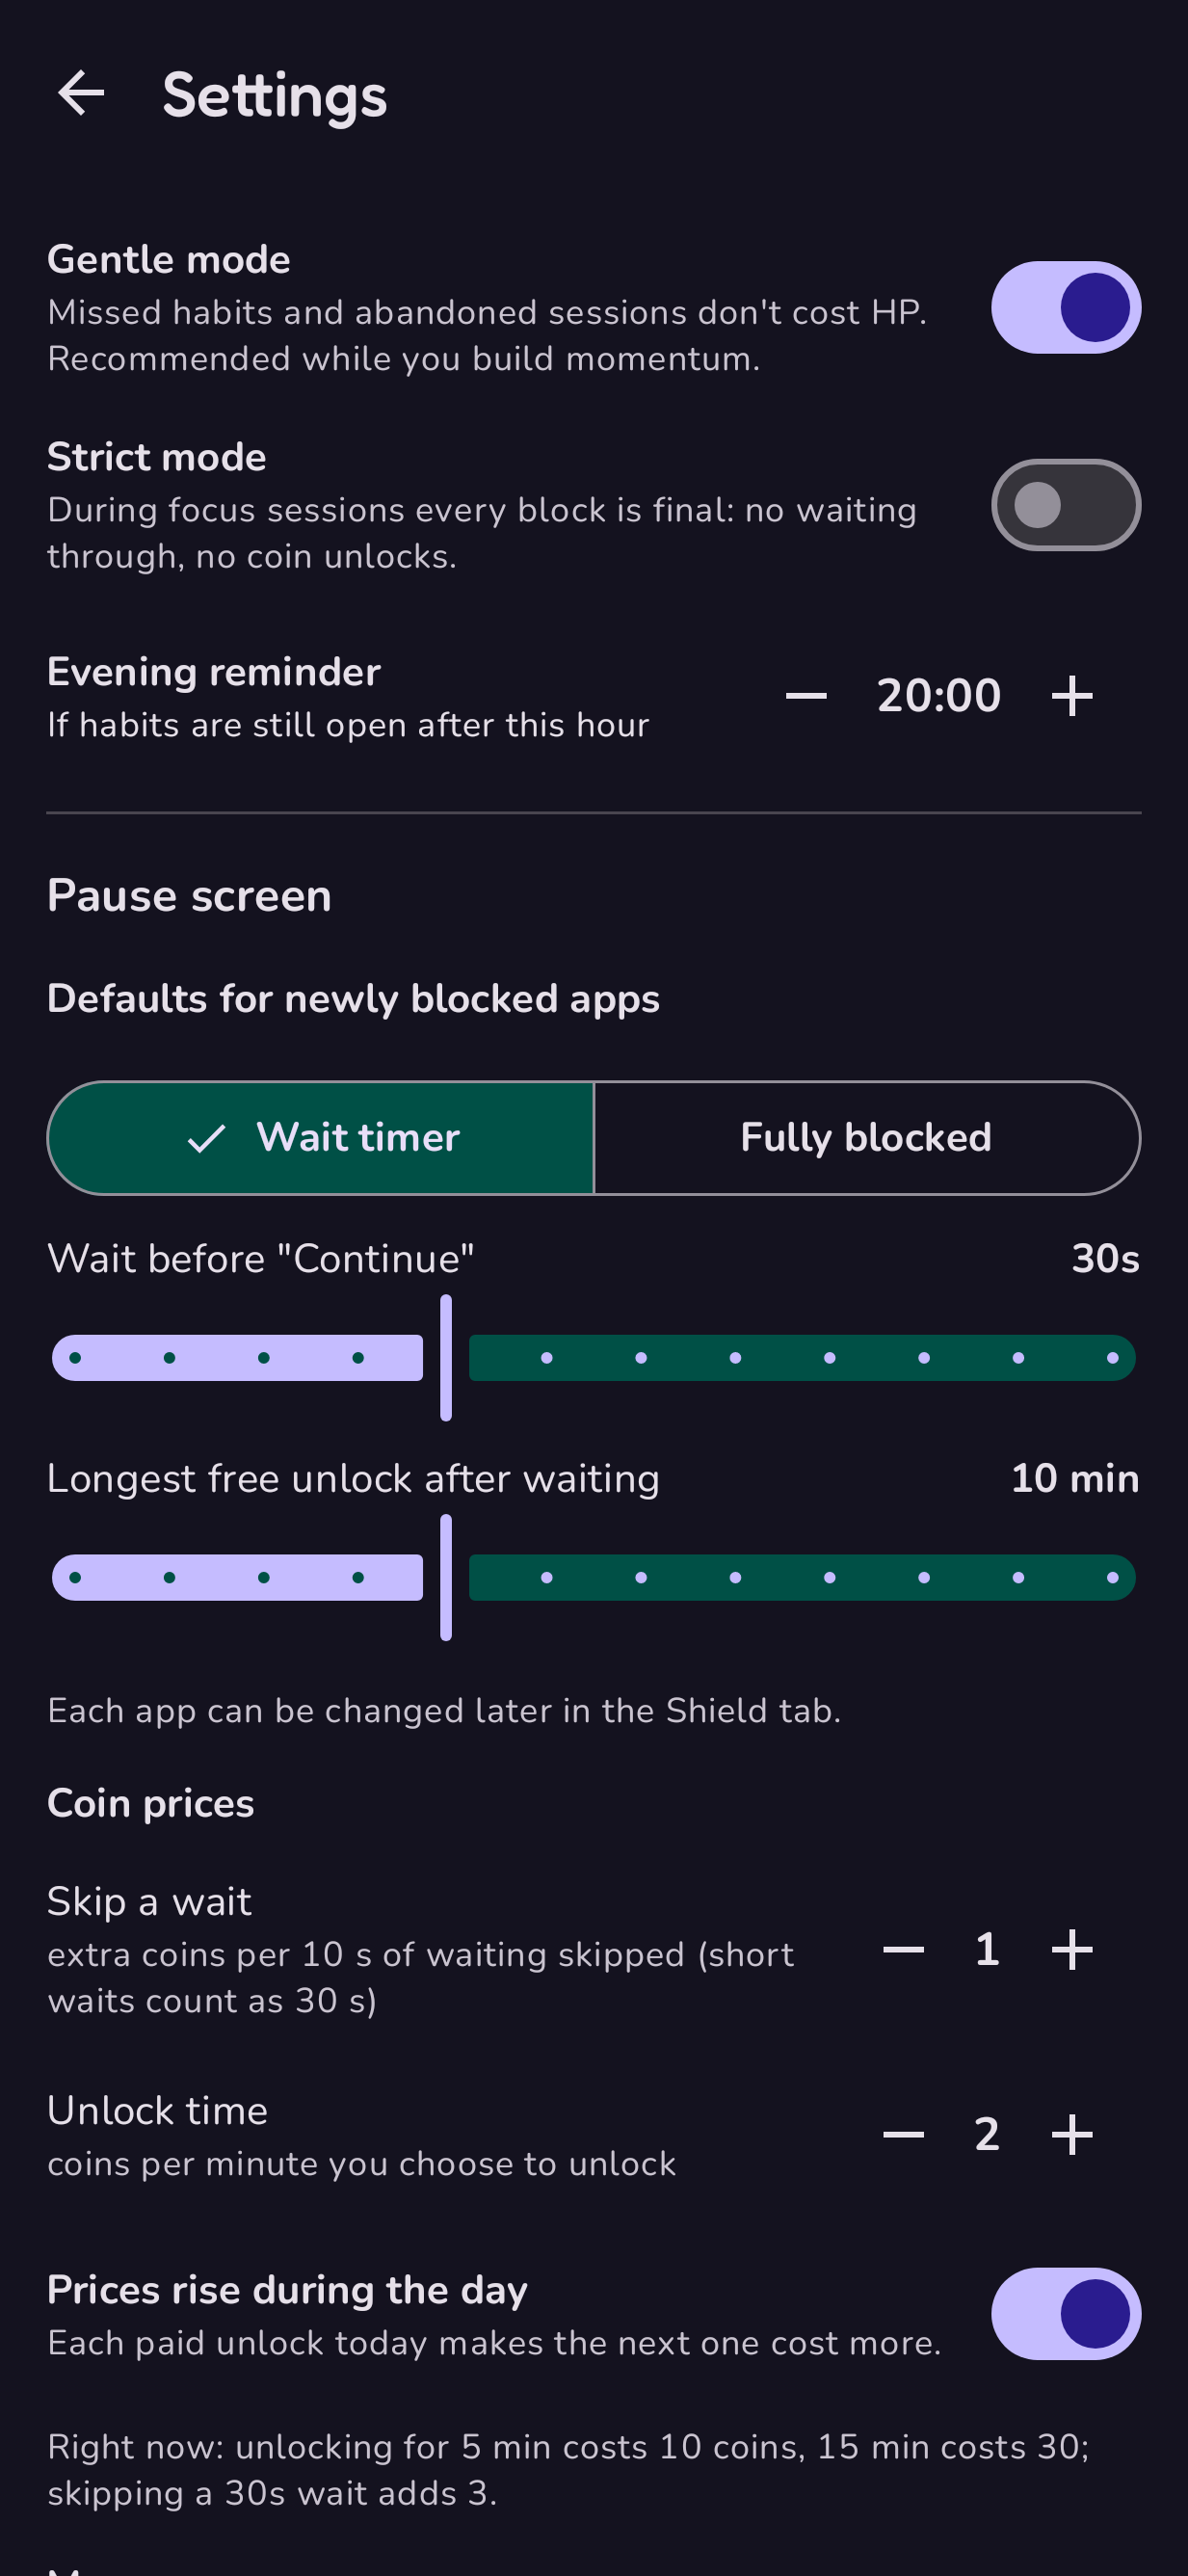 Settings
Gentle mode
Missed habits and abandoned sessions don't cost HP.
Recommended while you build momentum.
Strict mode
During focus sessions every block is final: no waiting
through, no coin unlocks.
Evening reminder
If habits are still open after this hour
20:00
Pause screen
Defaults for newly blocked apps
Wait timer
Fully blocked
Wait before "Continue"
30s
Longest free unlock after waiting
10 min
Each app can be changed later in the Shield tab.
Coin prices
Skip a wait
extra coins per 10 s of waiting skipped (short
waits count as 30 s)
1
Unlock time
coins per minute you choose to unlock
2
Prices rise during the day
Each paid unlock today makes the next one cost more.
Right now: unlocking for 5 min costs 10 coins, 15 min costs 30;
skipping a 30s wait adds 3.